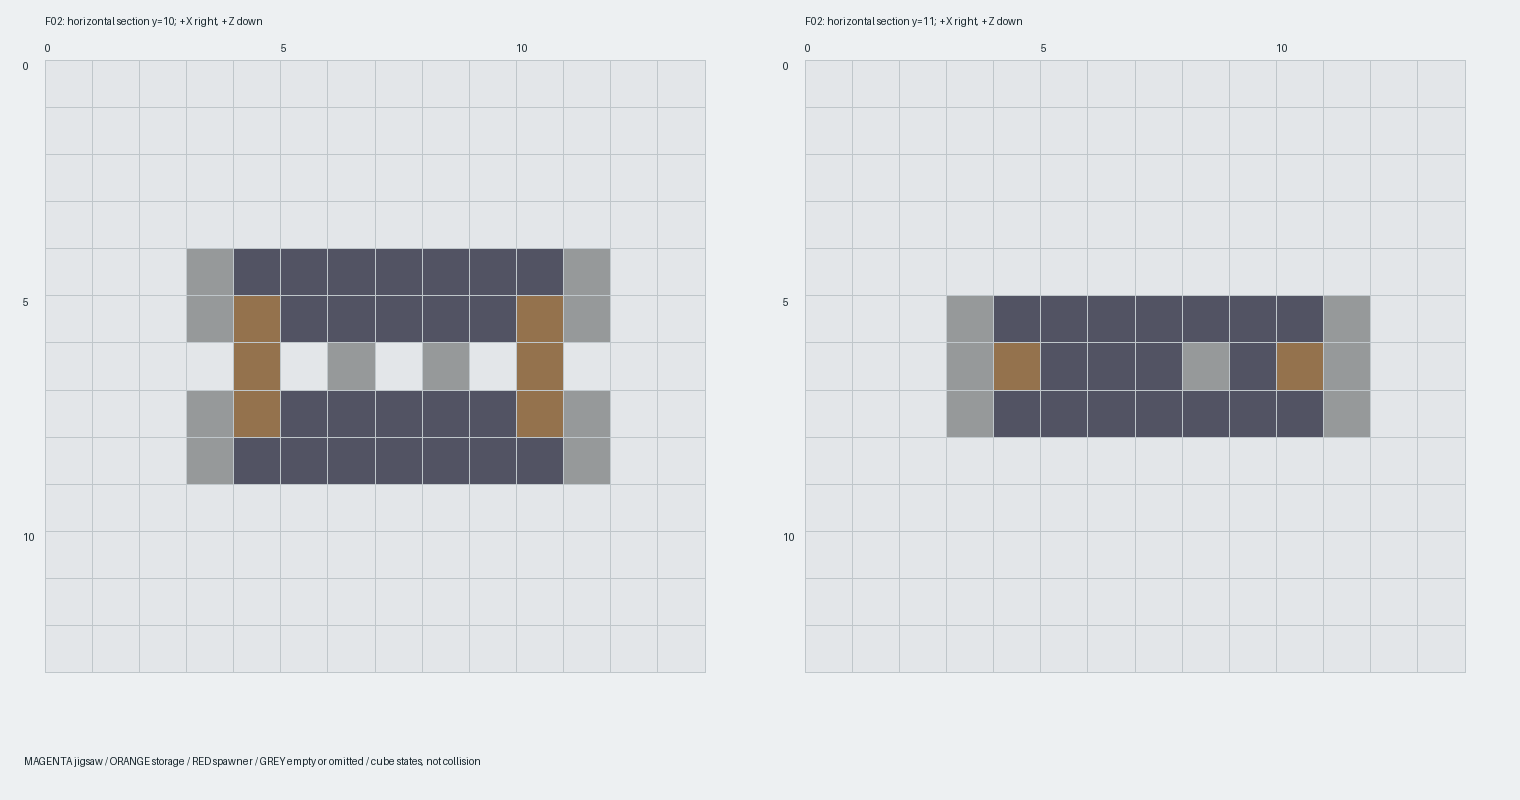 F02: horizontal section y=10; +X right, +Z down
F02: horizontal section y=11; +X right, +Z down
0 5 10
0 5 10
0
0
5
5
10
10
MAGENTA jigsaw / ORANGE storage / RED spawner / GREY empty or omitted / cube states, not collision